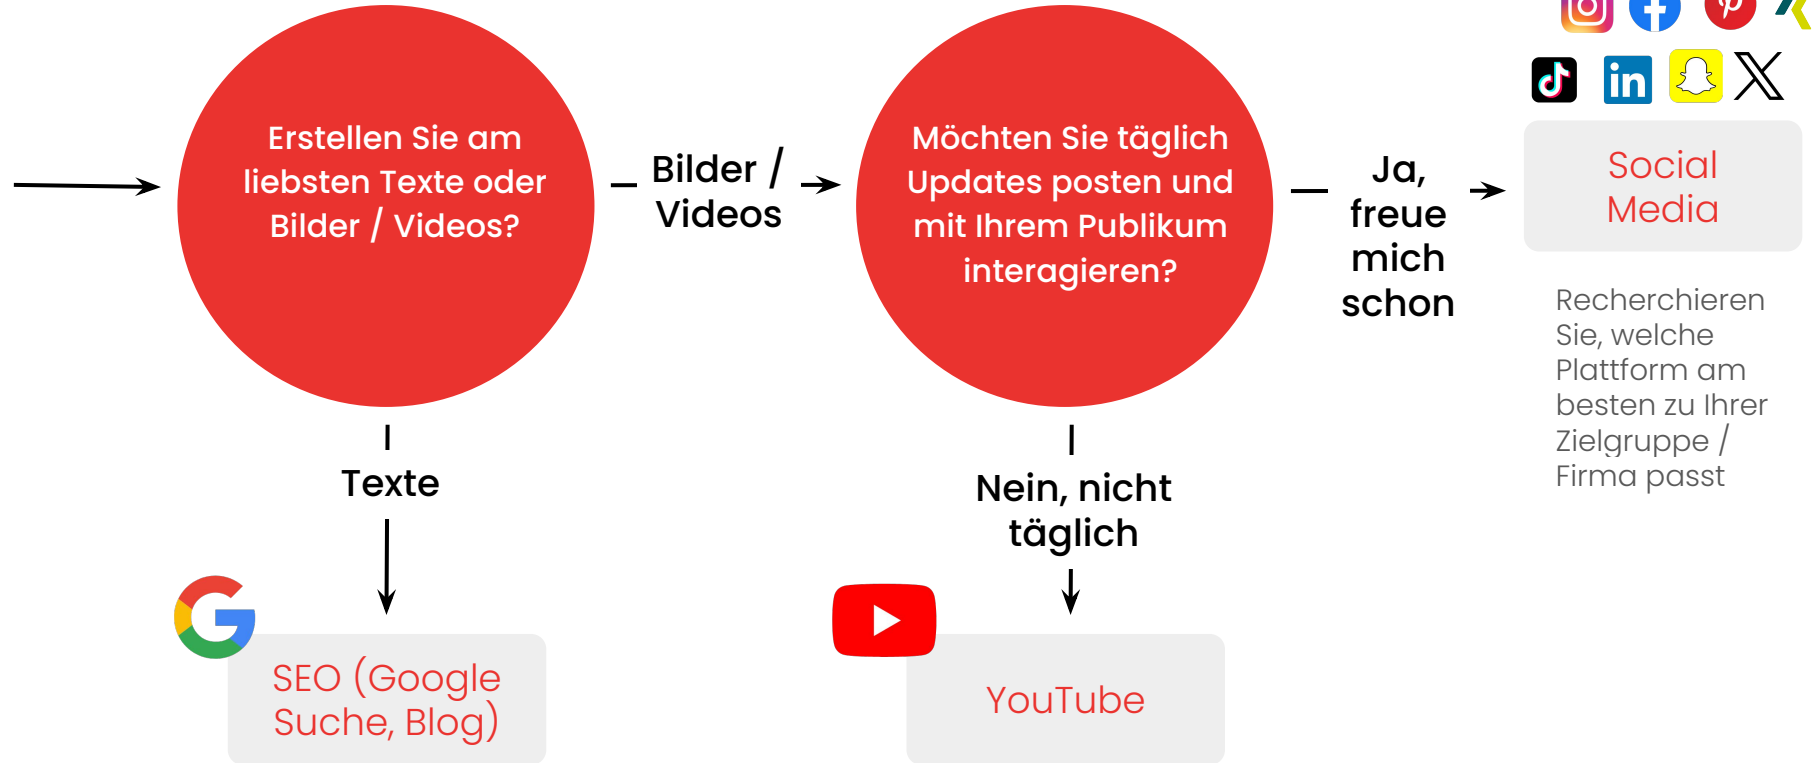 Erstellen Sie am
liebsten Texte oder
Bilder / Videos?
Bilder /
Videos
Möchten Sie täglich
Updates posten und
mit Ihrem Publikum
interagieren?
Ja,
freue
mich
schon
in
Social
Media
Recherchieren
Sie, welche
Plattform am
besten zu Ihrer
Zielgruppe /
Firma passt
Texte
Nein, nicht
täglich
SEO (Google
Suche, Blog)
YouTube